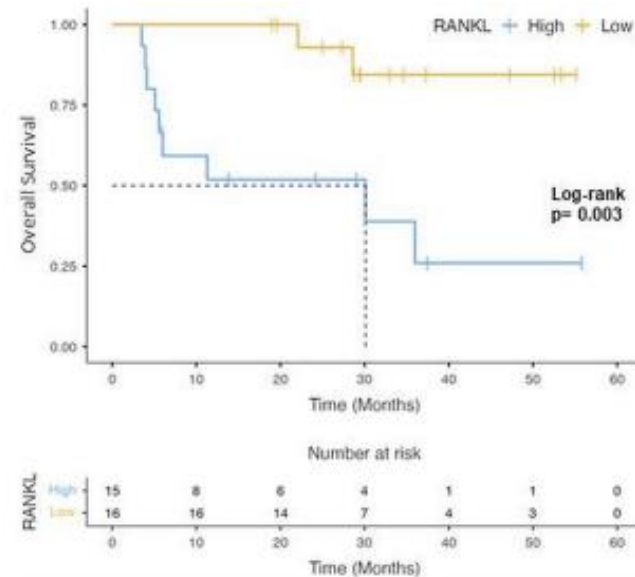 RANKL High Low
1.00
0.75
0.50
0.25
0.00
Overall Survival
Log-rank
p= 0.003
0 10 20 30 40 50 60
Time (Months)
Number at risk
RANKL
High 15 8 6 4 1 1 0
Low 16 16 14 7 4 3 0
0 10 20 30 40 50 60
Time (Months)